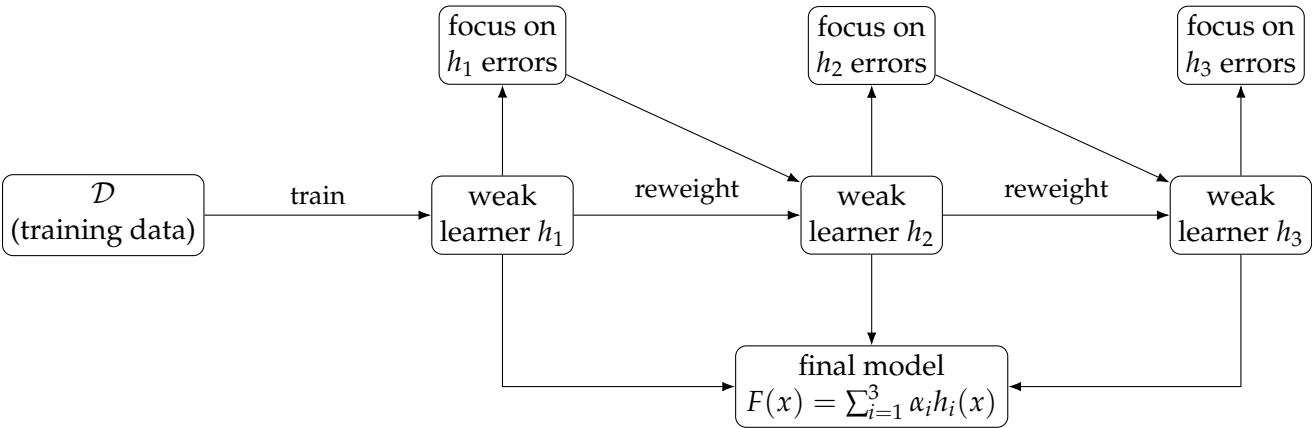 focus on
h₁ errors
focus on
h₂ errors
focus on
h₃ errors
𝒟
(training data)
train
weak
learner h₁
reweight
weak
learner h₂
reweight
weak
learner h₃
final model
F(x) = ∑³ᵢ₌₁ αᵢhᵢ(x)